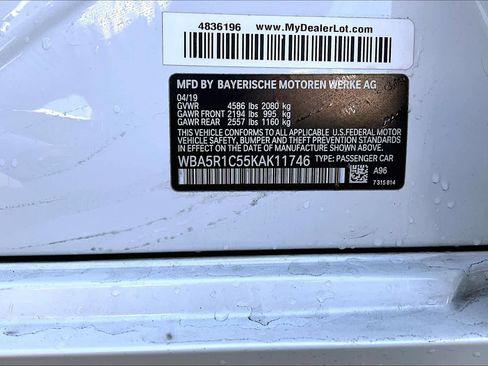 4836196 www.MyDealerLot.com
MFD BY BAYERISCHE MOTOREN WERKE AG
04/19
GVWR 4586 lbs 2080 kg
GAWR FRONT 2194 lbs 995 kg
GAWR REAR 2557 lbs 1160 kg
THIS VEHICLE CONFORMS TO ALL APPLICABLE U.S. FEDERAL MOTOR
VEHICLE SAFETY, BUMPER AND THEFT PREVENTION STANDARDS
IN EFFECT ON THE DATE OF MANUFACTURE SHOWN ABOVE.
WBA5R1C55KAK11746 TYPE: PASSENGER CAR
A96
7 315 814